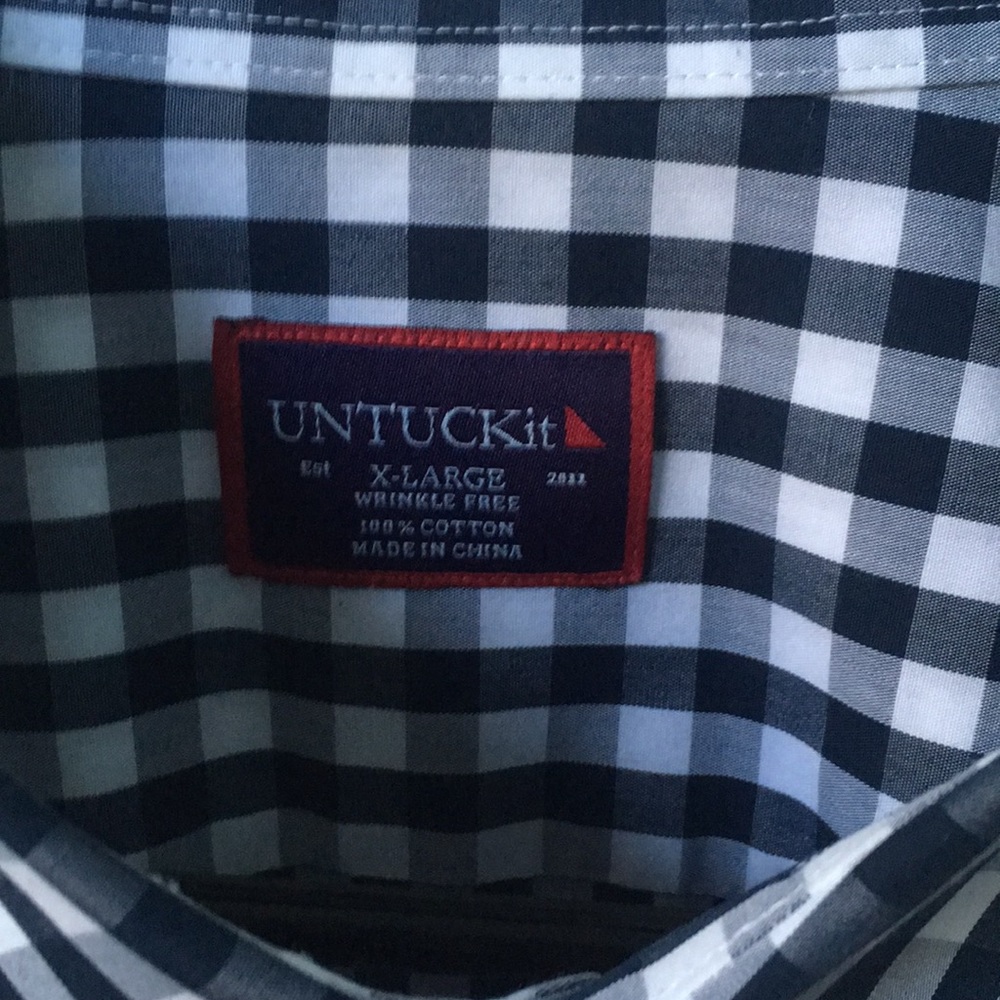 UNTUCKit
Est X-LARGE 2011
WRINKLE FREE
100% COTTON
MADE IN CHINA